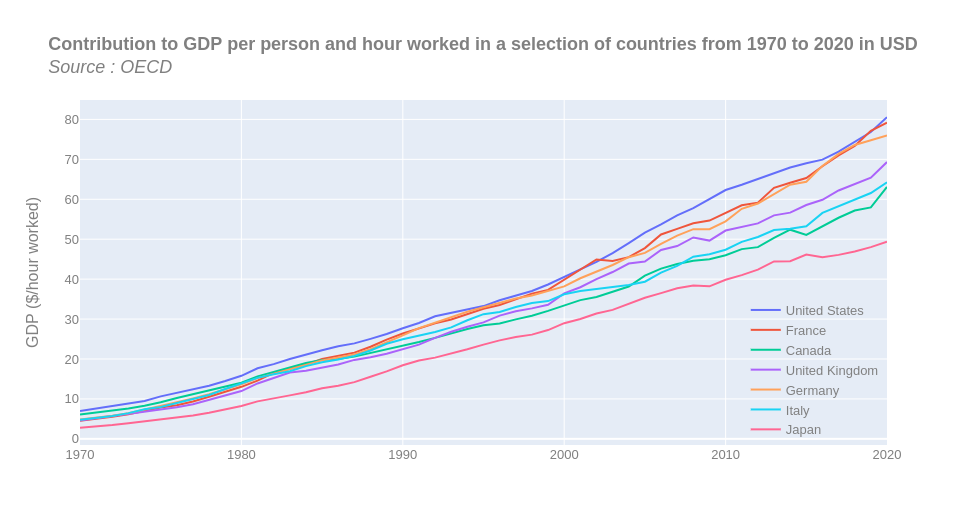 Contribution to GDP per person and hour worked in a selection of countries from 1970 to 2020 in USD
Source : OECD
GDP ($/hour worked)
80
70
60
50
40
30
20
10
0
1970
1980
1990
2000
2010
2020
United States
France
Canada
United Kingdom
Germany
Italy
Japan